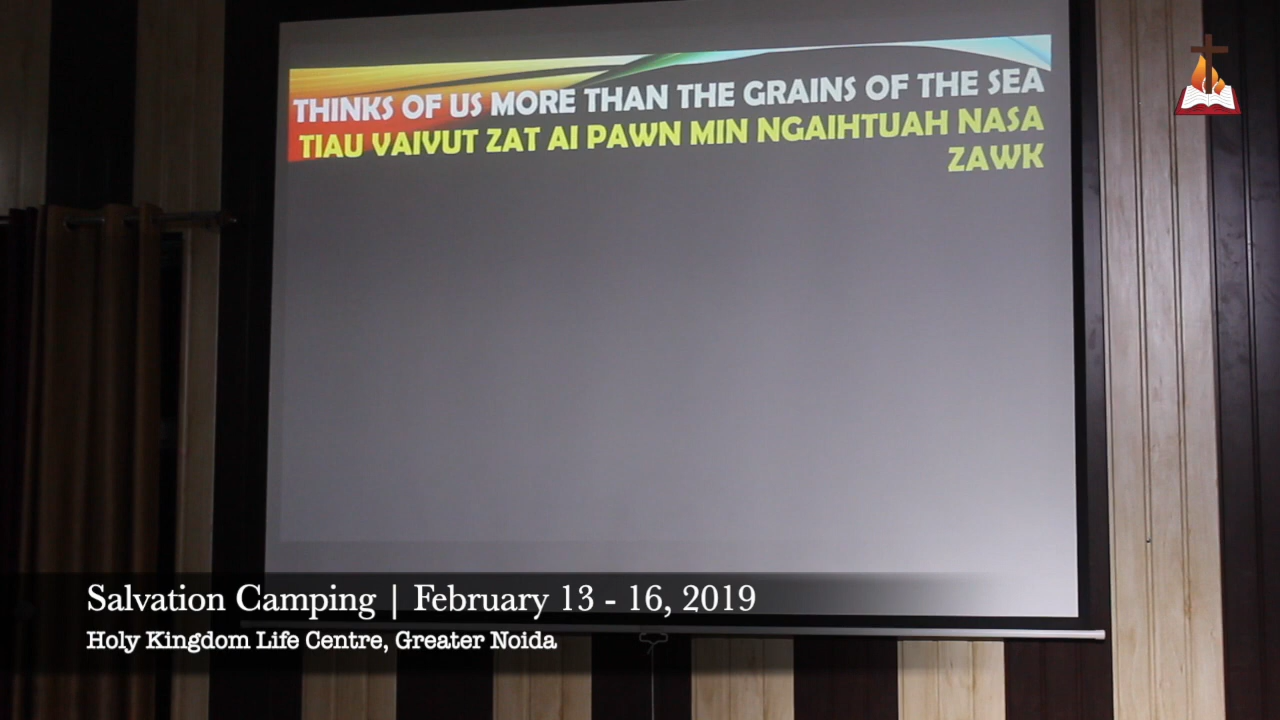 THINKS OF US MORE THAN THE GRAINS OF THE SEA
TIAU VAIVUT ZAT AI PAWN MIN NGAIHTUAH NASA
ZAWK
Salvation Camping | February 13 - 16, 2019
Holy Kingdom Life Centre, Greater Noida